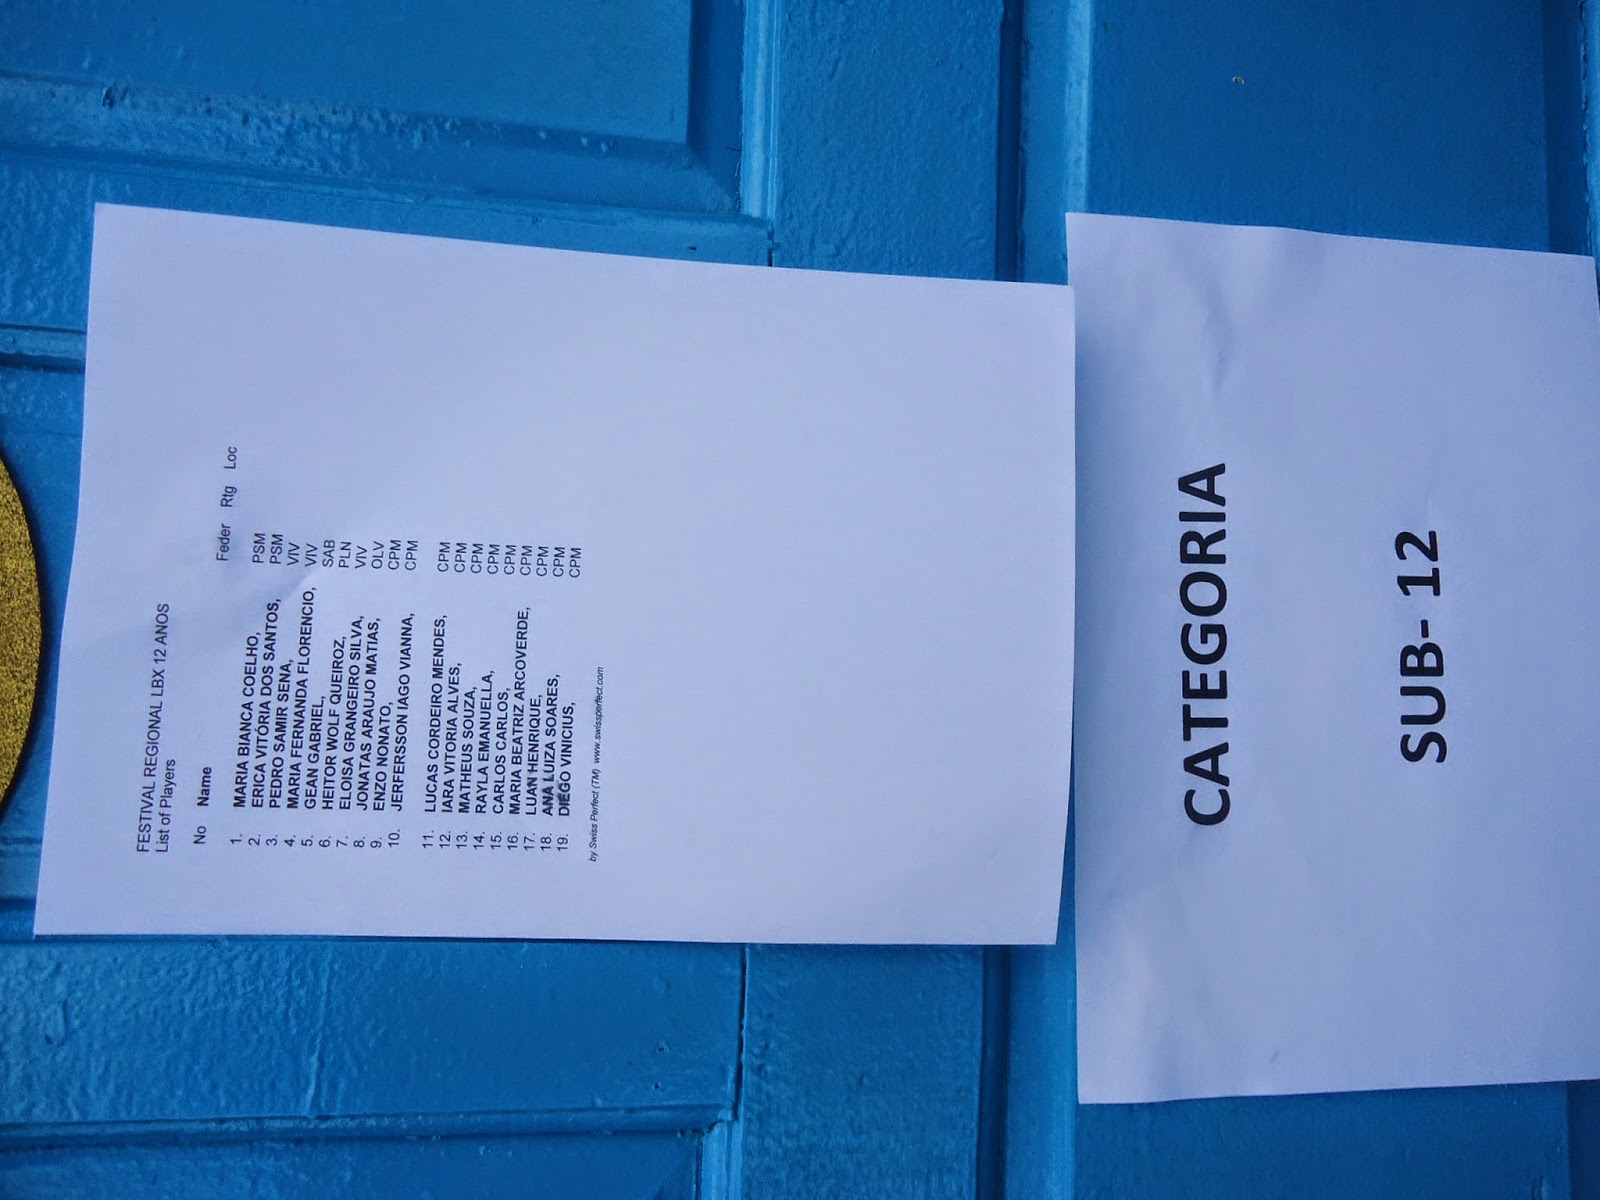 FESTIVAL REGIONAL LBX 12 ANOS
List of Players
No Name Feder Rtg Loc
1. MARIA BIANCA COELHO, PSM
2. ERICA VITÓRIA DOS SANTOS, PSM
3. PEDRO SAMIR SENA, VIV
4. MARIA FERNANDA FLORENCIO, VIV
5. GEAN GABRIEL, SAB
6. HEITOR WOLF QUEIROZ, PLN
7. ELOISA GRANGEIRO SILVA, VIV
8. JONATAS ARAUJO MATIAS, OLV
9. ENZO NONATO, CPM
10. JERFERSSON IAGO VIANNA, CPM
11. LUCAS CORDEIRO MENDES, CPM
12. IARA VITORIA ALVES, CPM
13. MATHEUS SOUZA, CPM
14. RAYLA EMANUELLA, CPM
15. CARLOS CARLOS, CPM
16. MARIA BEATRIZ ARCOVERDE, CPM
17. LUAN HENRIQUE, CPM
18. ANA LUIZA SOARES, CPM
19. DIEGO VINICIUS, CPM
by Swiss Perfect (TM) www.swissperfect.com
CATEGORIA
SUB- 12